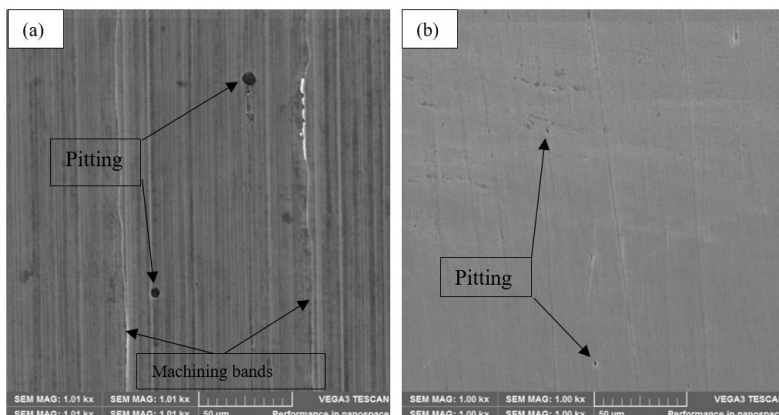 (a)
Pitting
Machining bands
SEM MAG: 1.01 kx SEM MAG: 1.01 kx VEGA3 TESCAN
SEM MAG: 1.01 kx SEM MAG: 1.01 kx 50 µm Performance in nanospace
(b)
Pitting
SEM MAG: 1.00 kx SEM MAG: 1.00 kx VEGA3 TESCAN
SEM MAG: 1.00 kx SEM MAG: 1.00 kx 50 µm Performance in nanospace